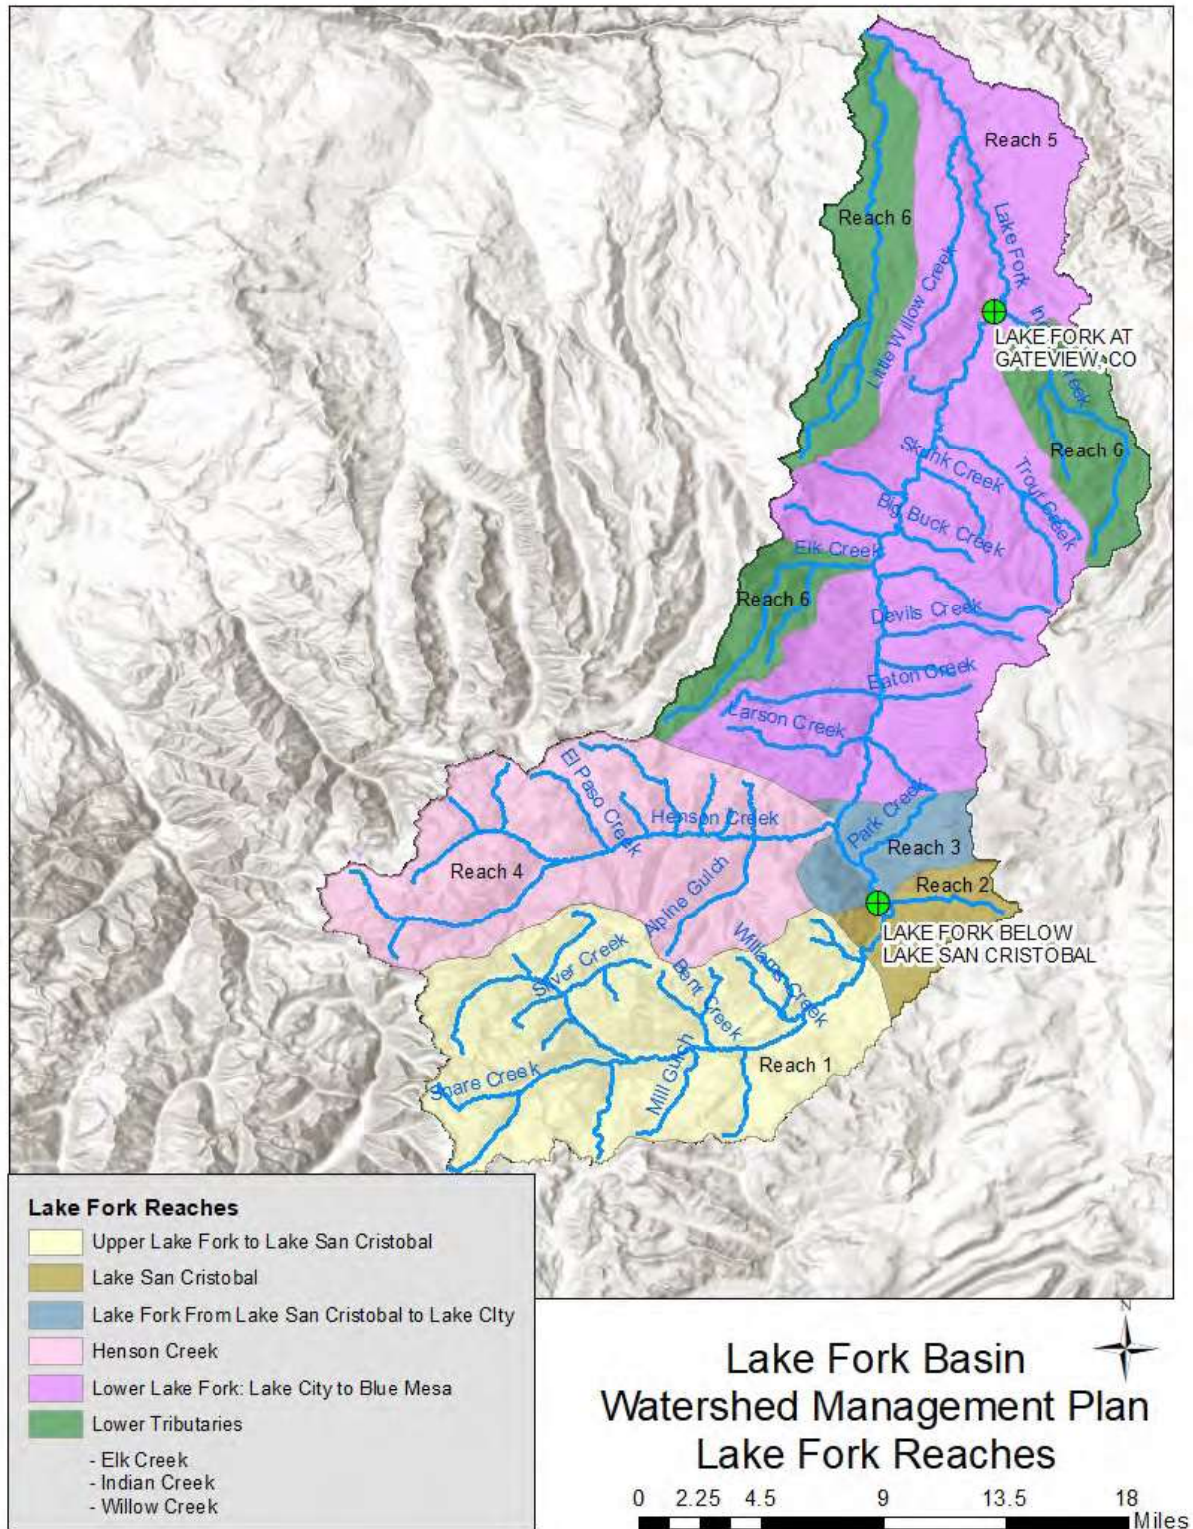 Reach 5
Lake Fork
Reach 6
Little Willow Creek
LAKE FORK AT
GATEVIEW, CO
Reach 6
Skunk Creek
Trout Creek
Big Buck Creek
Elk Creek
Reach 6
Devils Creek
Eaton Creek
Larson Creek
El Paso Creek
Henson Creek
Park Creek
Reach 3
Reach 4
Reach 2
Alpine Gulch
LAKE FORK BELOW
LAKE SAN CRISTOBAL
Williams Creek
Silver Creek
Bent Creek
Reach 1
Mill Gulch
Creek
Lake Fork Reaches
Upper Lake Fork to Lake San Cristobal
Lake San Cristobal
Lake Fork From Lake San Cristobal to Lake CIty
Henson Creek
Lower Lake Fork: Lake City to Blue Mesa
Lower Tributaries
- Elk Creek
- Indian Creek
- Willow Creek
N
Lake Fork Basin
Watershed Management Plan
Lake Fork Reaches
0 2.25 4.5 9 13.5 18
Miles